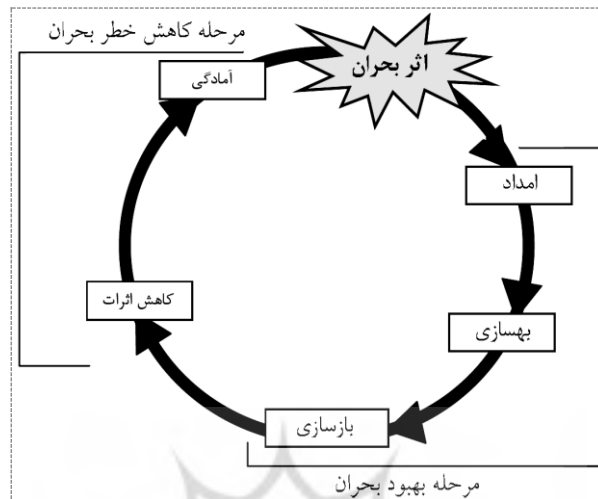 مرحله کاهش خطر بحران
اثر بحران
آمادگی
امداد
کاهش اثرات
بهسازی
بازسازی
مرحله بهبود بحران